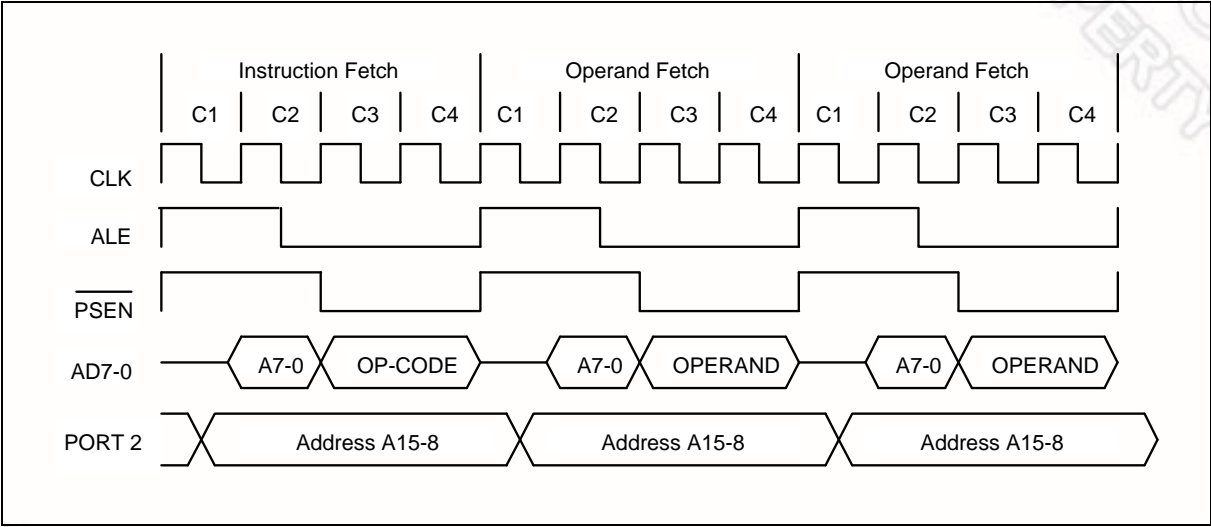 Instruction Fetch Operand Fetch Operand Fetch
C1 C2 C3 C4 C1 C2 C3 C4 C1 C2 C3 C4
CLK
ALE
PSEN
AD7-0 A7-0 OP-CODE A7-0 OPERAND A7-0 OPERAND
PORT 2 Address A15-8 Address A15-8 Address A15-8